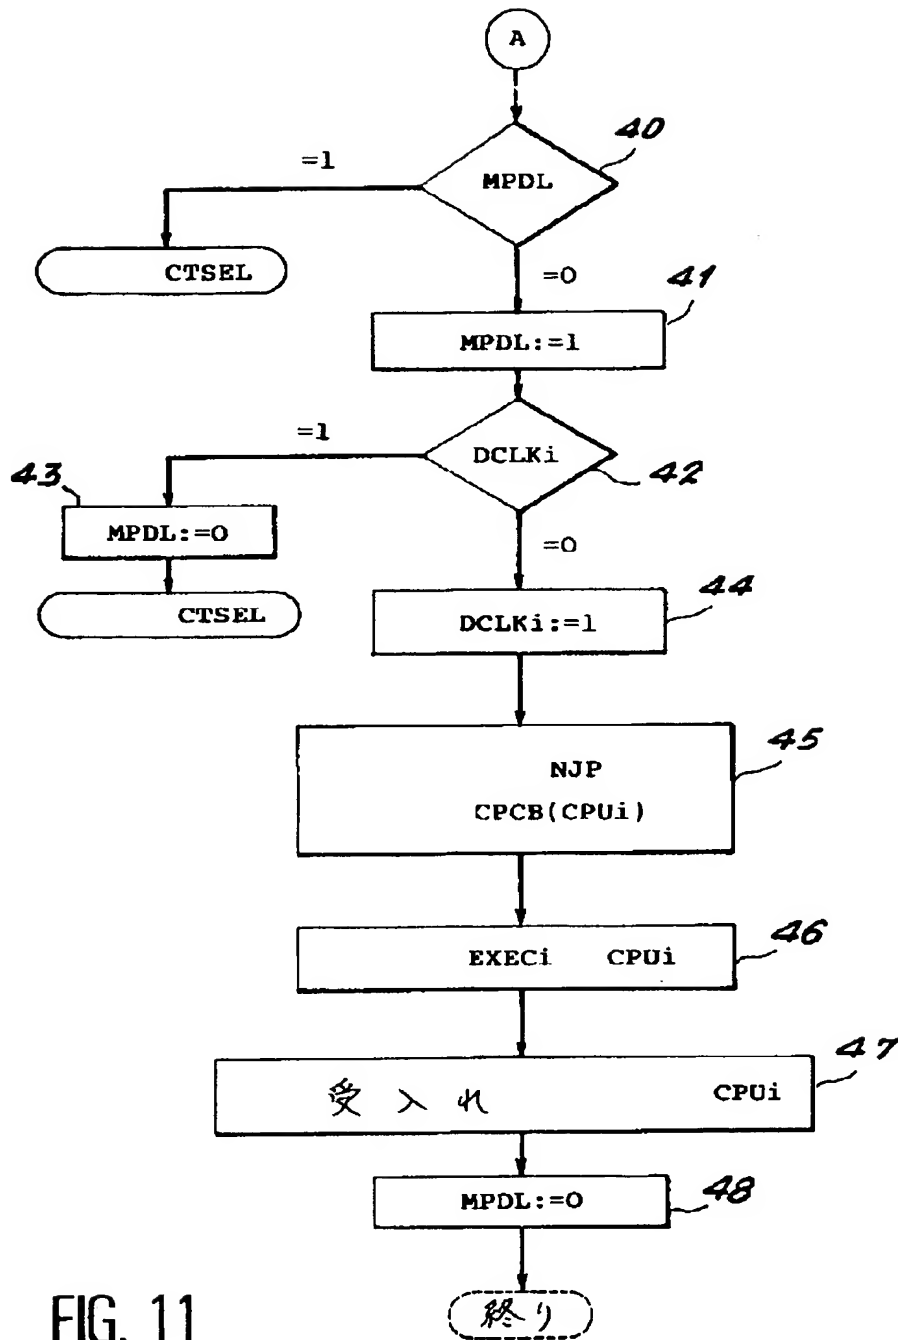 A
40
MPDL
=1
CTSEL
=0
41
MPDL:=1
=1
DCLKi
42
43
MPDL:=0
=0
CTSEL
44
DCLKi:=1
45
NJP
CPCB(CPUi)
46
EXECi CPUi
47
受入れ CPUi
48
MPDL:=0
終り
FIG. 11